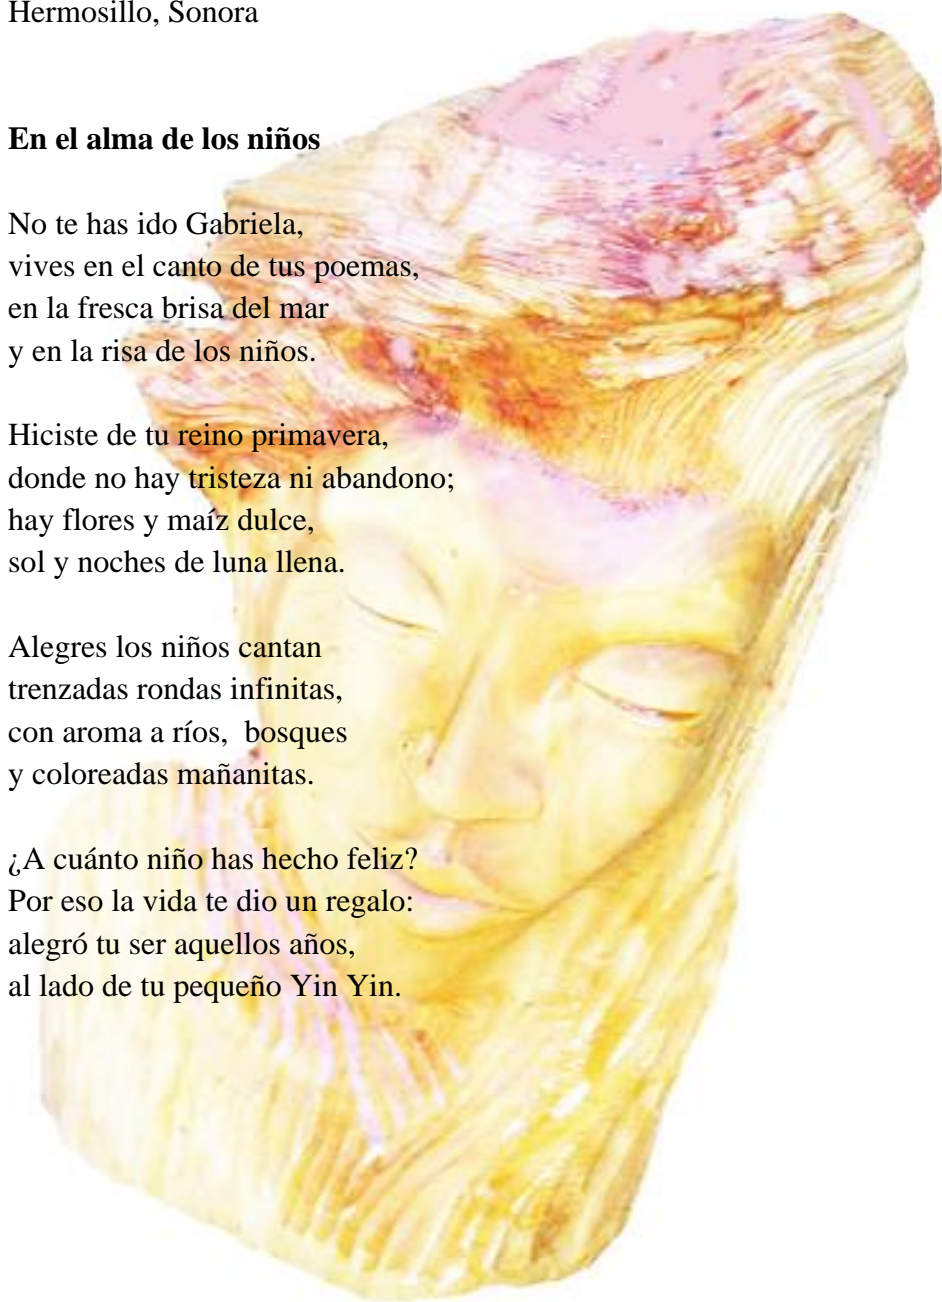 Hermosillo, Sonora
En el alma de los niños
No te has ido Gabriela,
vives en el canto de tus poemas,
en la fresca brisa del mar
y en la risa de los niños.
Hiciste de tu reino primavera,
donde no hay tristeza ni abandono;
hay flores y maíz dulce,
sol y noches de luna llena.
Alegres los niños cantan
trenzadas rondas infinitas,
con aroma a ríos,  bosques
y coloreadas mañanitas.
¿A cuánto niño has hecho feliz?
Por eso la vida te dio un regalo:
alegró tu ser aquellos años,
al lado de tu pequeño Yin Yin.